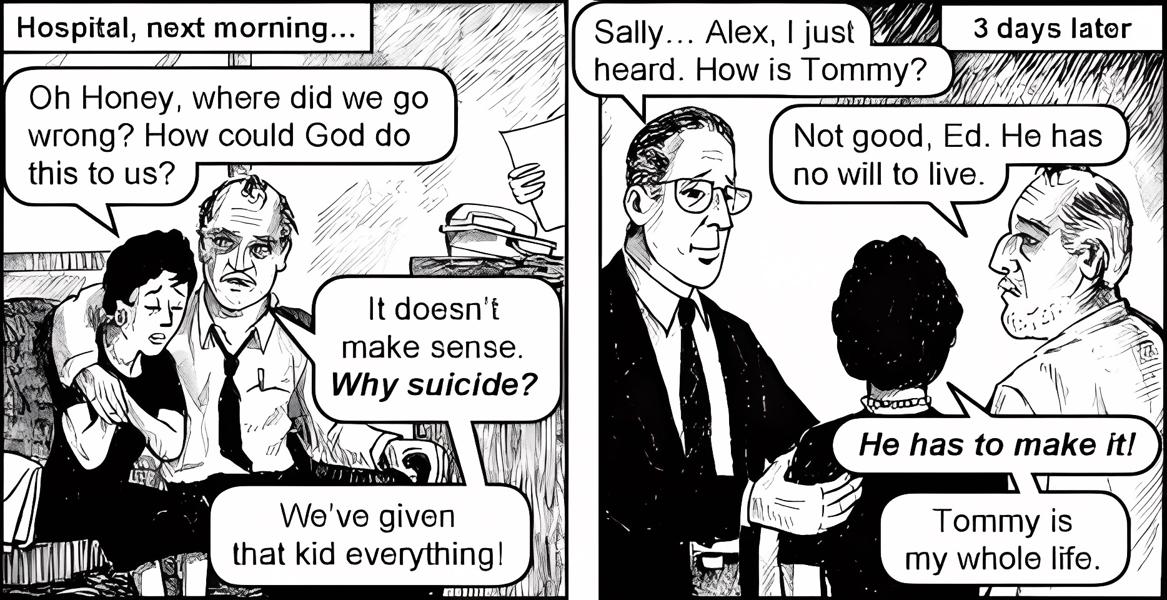 Hospital, next morning...
Oh Honey, where did we go
wrong? How could God do
this to us?
It doesn't
make sense.
Why suicide?
We've given
that kid everything!
3 days later
Sally... Alex, I just
heard. How is Tommy?
Not good, Ed. He has
no will to live.
He has to make it!
Tommy is
my whole life.